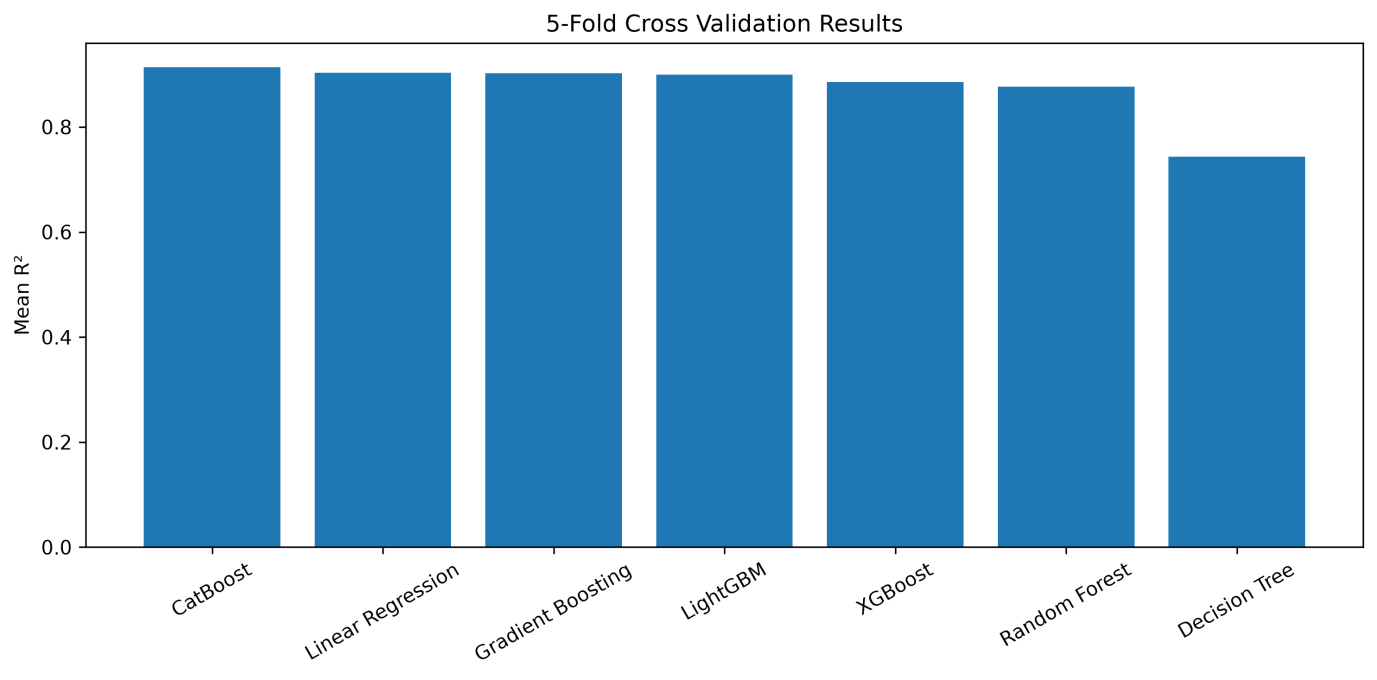 5-Fold Cross Validation Results
Mean R²
0.8
0.6
0.4
0.2
0.0
CatBoost
Linear Regression
Gradient Boosting
LightGBM
XGBoost
Random Forest
Decision Tree